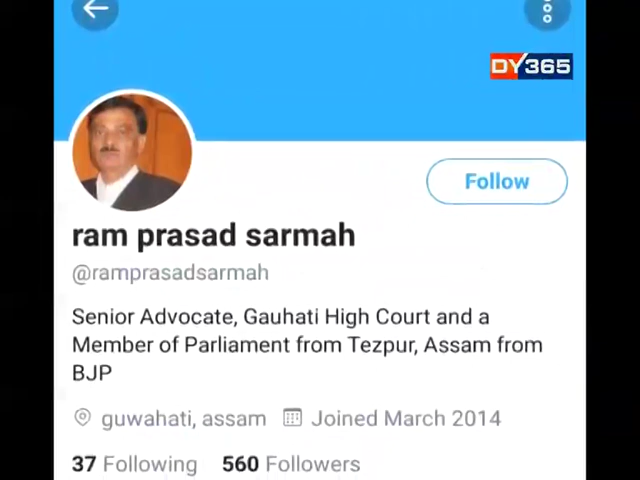 DY365
Follow
ram prasad sarmah
@ramprasadsarmah
Senior Advocate, Gauhati High Court and a
Member of Parliament from Tezpur, Assam from
BJP
guwahati, assam Joined March 2014
37 Following 560 Followers